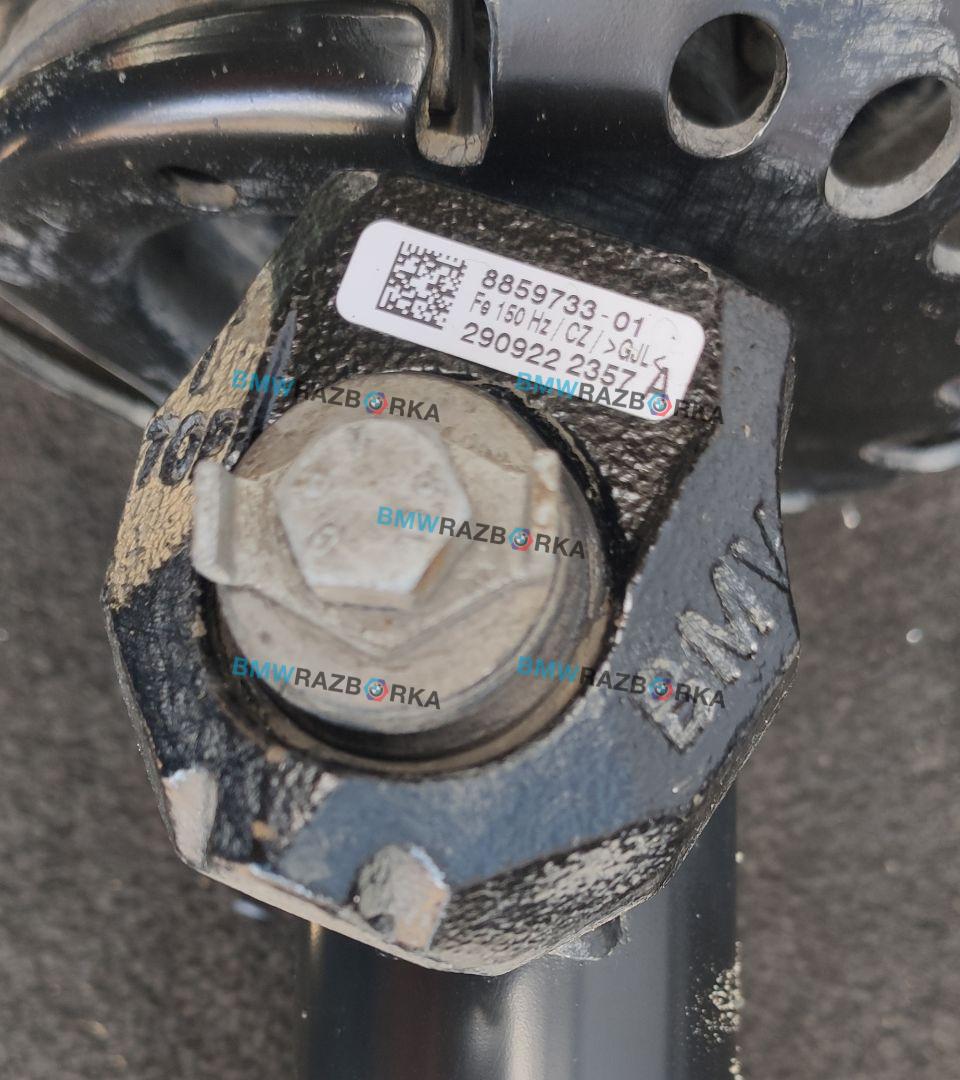 8859733-01
Fe 150 Hz / CZ / >GJL<
290922 2357 A
BMWRAZBORKA
BMWRAZBORKA
BMWRAZBORKA
BMW
BMWRAZBORKA
BMWRAZBORKA